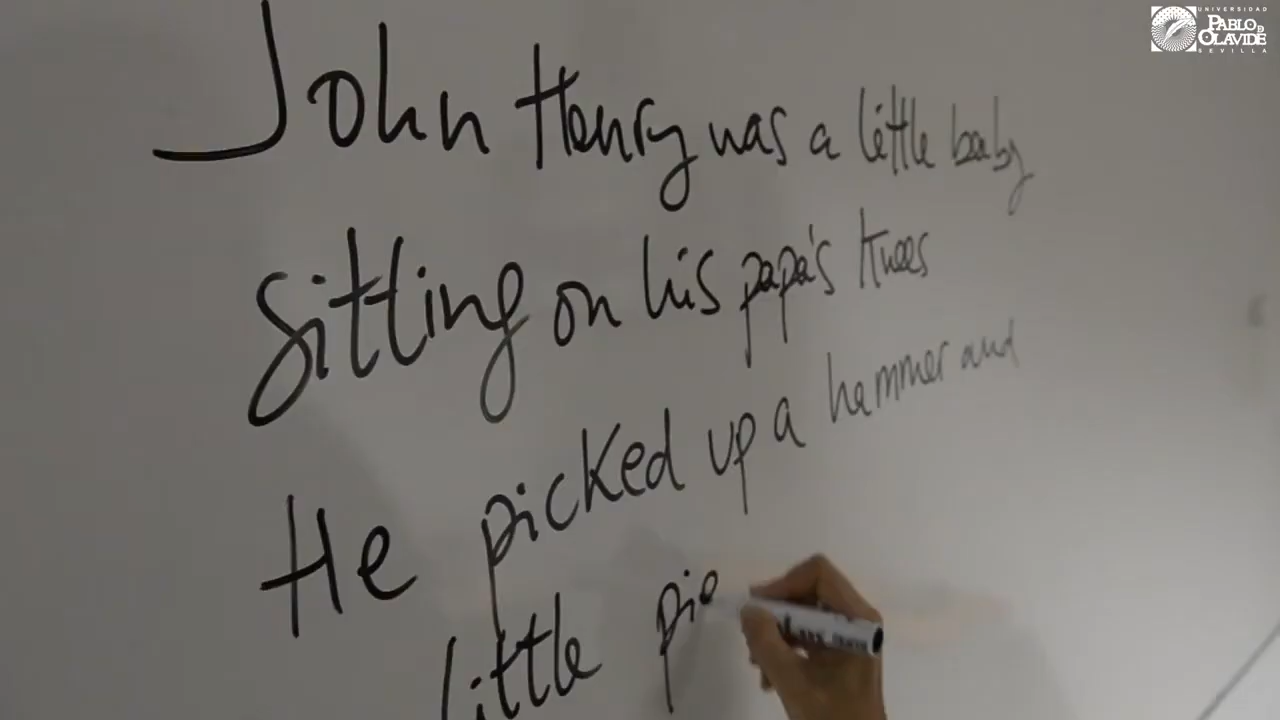 UNIVERSIDAD
PABLO DE
OLAVIDE
SEVILLA
John Henry was a little baby
sitting on his papa's knees
He picked up a hammer and
little pie